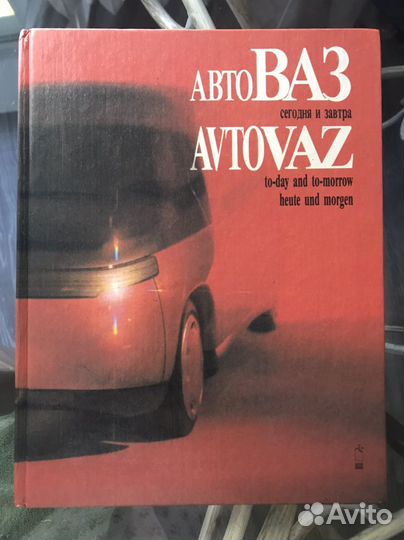 АВТОВАЗ
сегодня и завтра
AVTOVAZ
to-day and to-morrow
heute und morgen
Avito